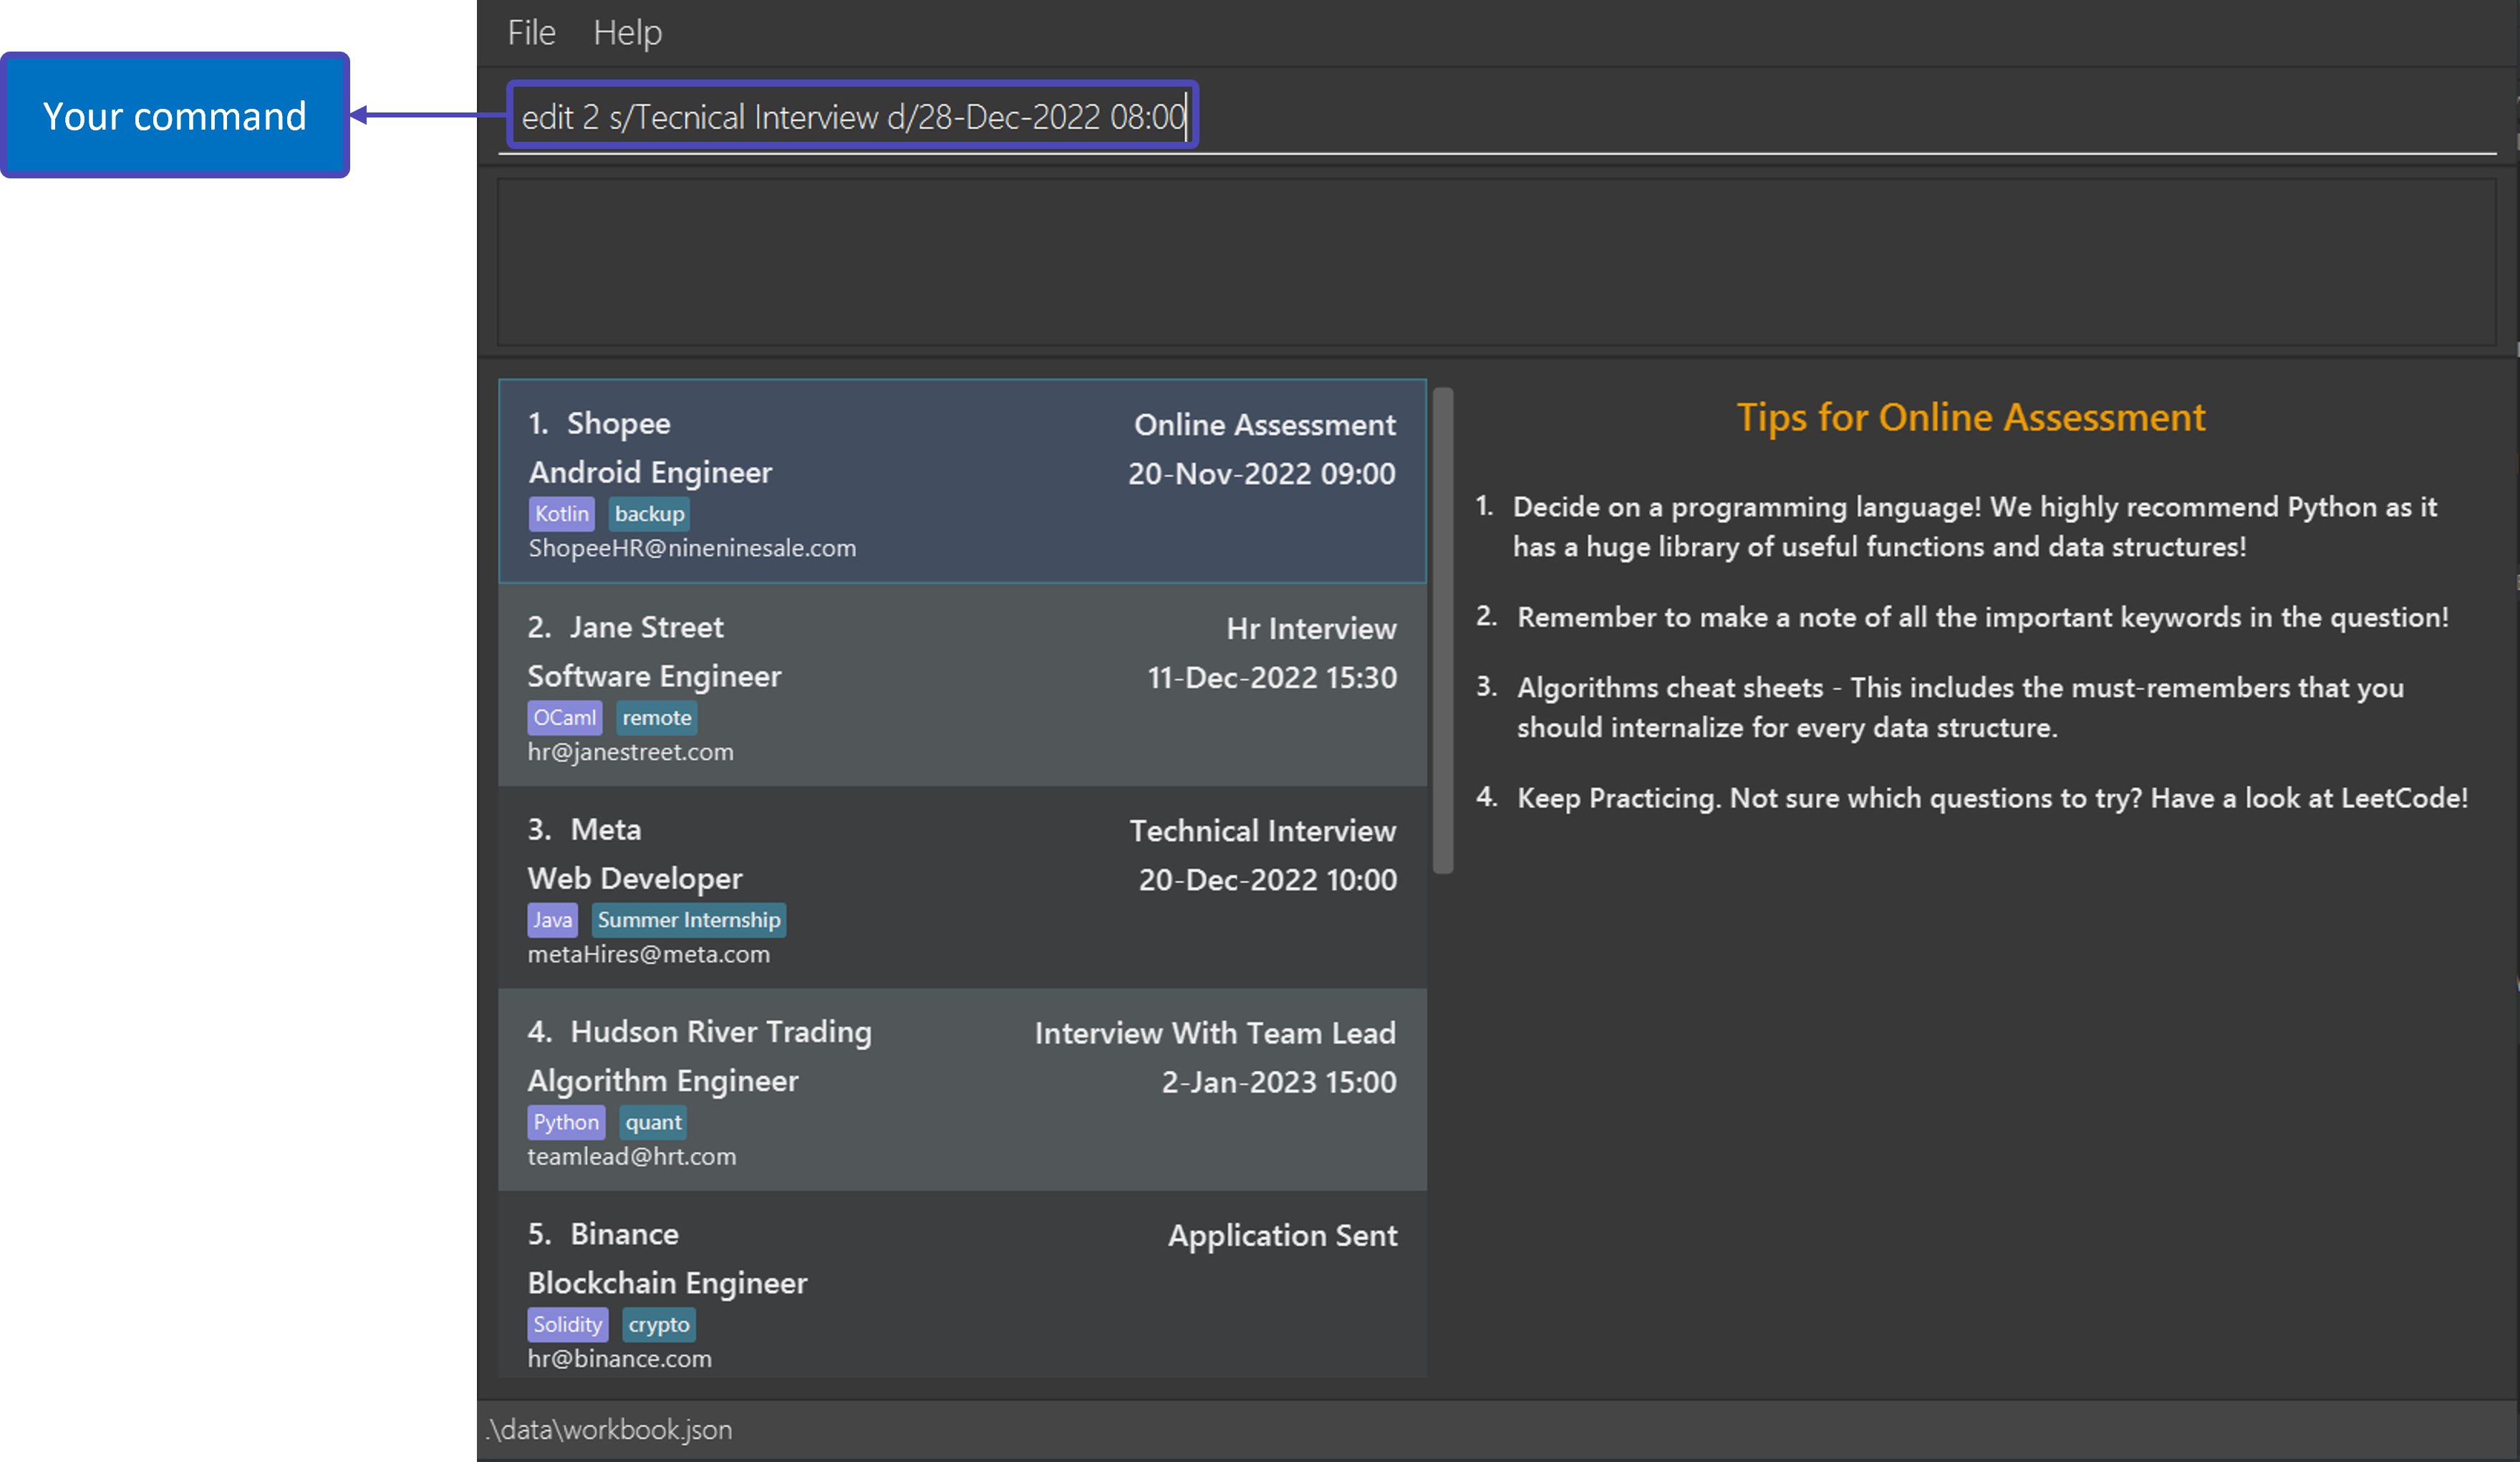 File Help
Your command
edit 2 s/Tecnical Interview d/28-Dec-2022 08:00
1. Shopee
Online Assessment
Android Engineer
20-Nov-2022 09:00
Kotlin backup
ShopeeHR@nineninesale.com
2. Jane Street
Hr Interview
Software Engineer
11-Dec-2022 15:30
OCaml remote
hr@janestreet.com
3. Meta
Technical Interview
Web Developer
20-Dec-2022 10:00
Java Summer Internship
metaHires@meta.com
4. Hudson River Trading
Interview With Team Lead
Algorithm Engineer
2-Jan-2023 15:00
Python quant
teamlead@hrt.com
5. Binance
Application Sent
Blockchain Engineer
Solidity crypto
hr@binance.com
Tips for Online Assessment
1. Decide on a programming language! We highly recommend Python as it
has a huge library of useful functions and data structures!
2. Remember to make a note of all the important keywords in the question!
3. Algorithms cheat sheets - This includes the must-remembers that you
should internalize for every data structure.
4. Keep Practicing. Not sure which questions to try? Have a look at LeetCode!
.\data\workbook.json